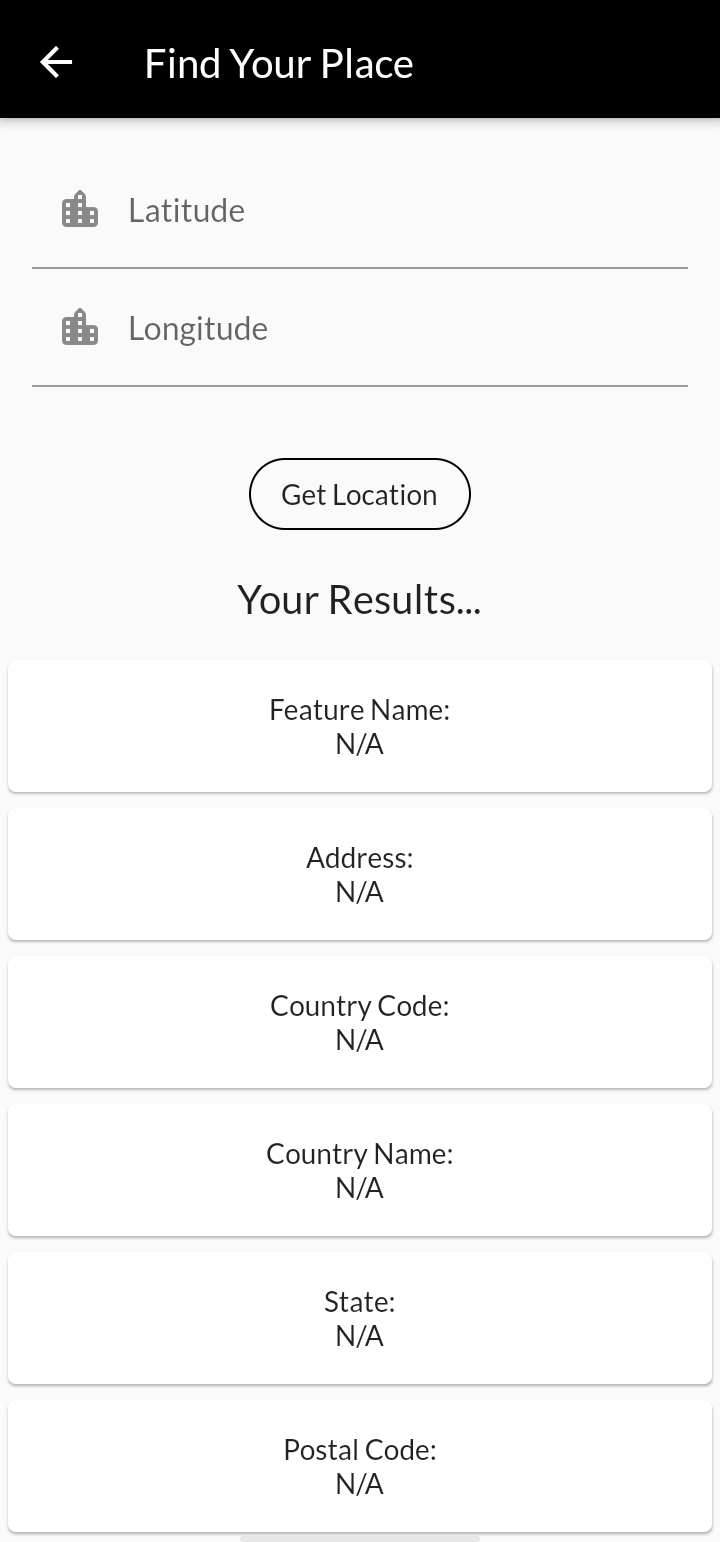 Find Your Place
Latitude
Longitude
Get Location
Your Results...
Feature Name:
N/A
Address:
N/A
Country Code:
N/A
Country Name:
N/A
State:
N/A
Postal Code:
N/A